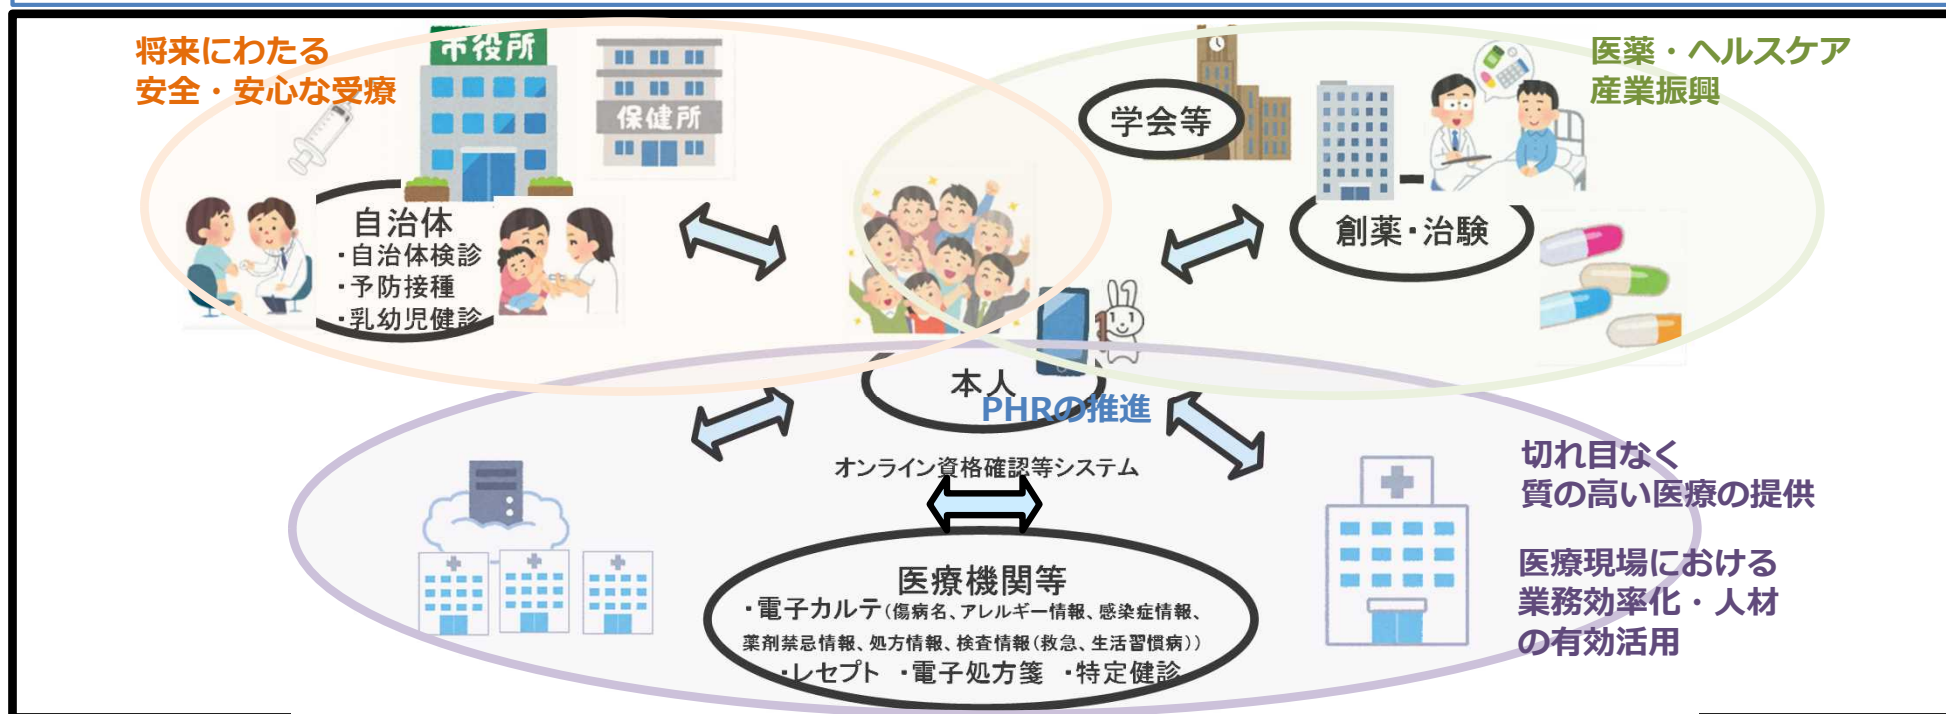 将来にわたる
安全・安心な受療
市役所
保健所
学会等
医薬・ヘルスケア
産業振興
自治体
・自治体検診
・予防接種
・乳幼児健診
創薬・治験
本人
PHRの推進
オンライン資格確認等システム
切れ目なく
質の高い医療の提供
医療現場における
業務効率化・人材
の有効活用
医療機関等
・電子カルテ(傷病名、アレルギー情報、感染症情報、
薬剤禁忌情報、処方情報、検査情報(救急、生活習慣病))
・レセプト ・電子処方箋 ・特定健診